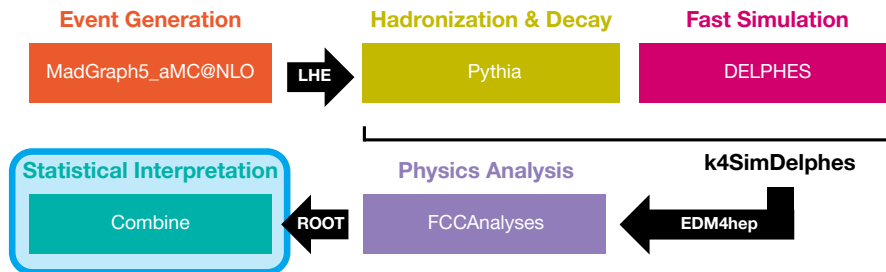 Event Generation
Hadronization & Decay
Fast Simulation
MadGraph5_aMC@NLO
LHE
Pythia
DELPHES
k4SimDelphes
Statistical Interpretation
Physics Analysis
Combine
ROOT
FCCAnalyses
EDM4hep